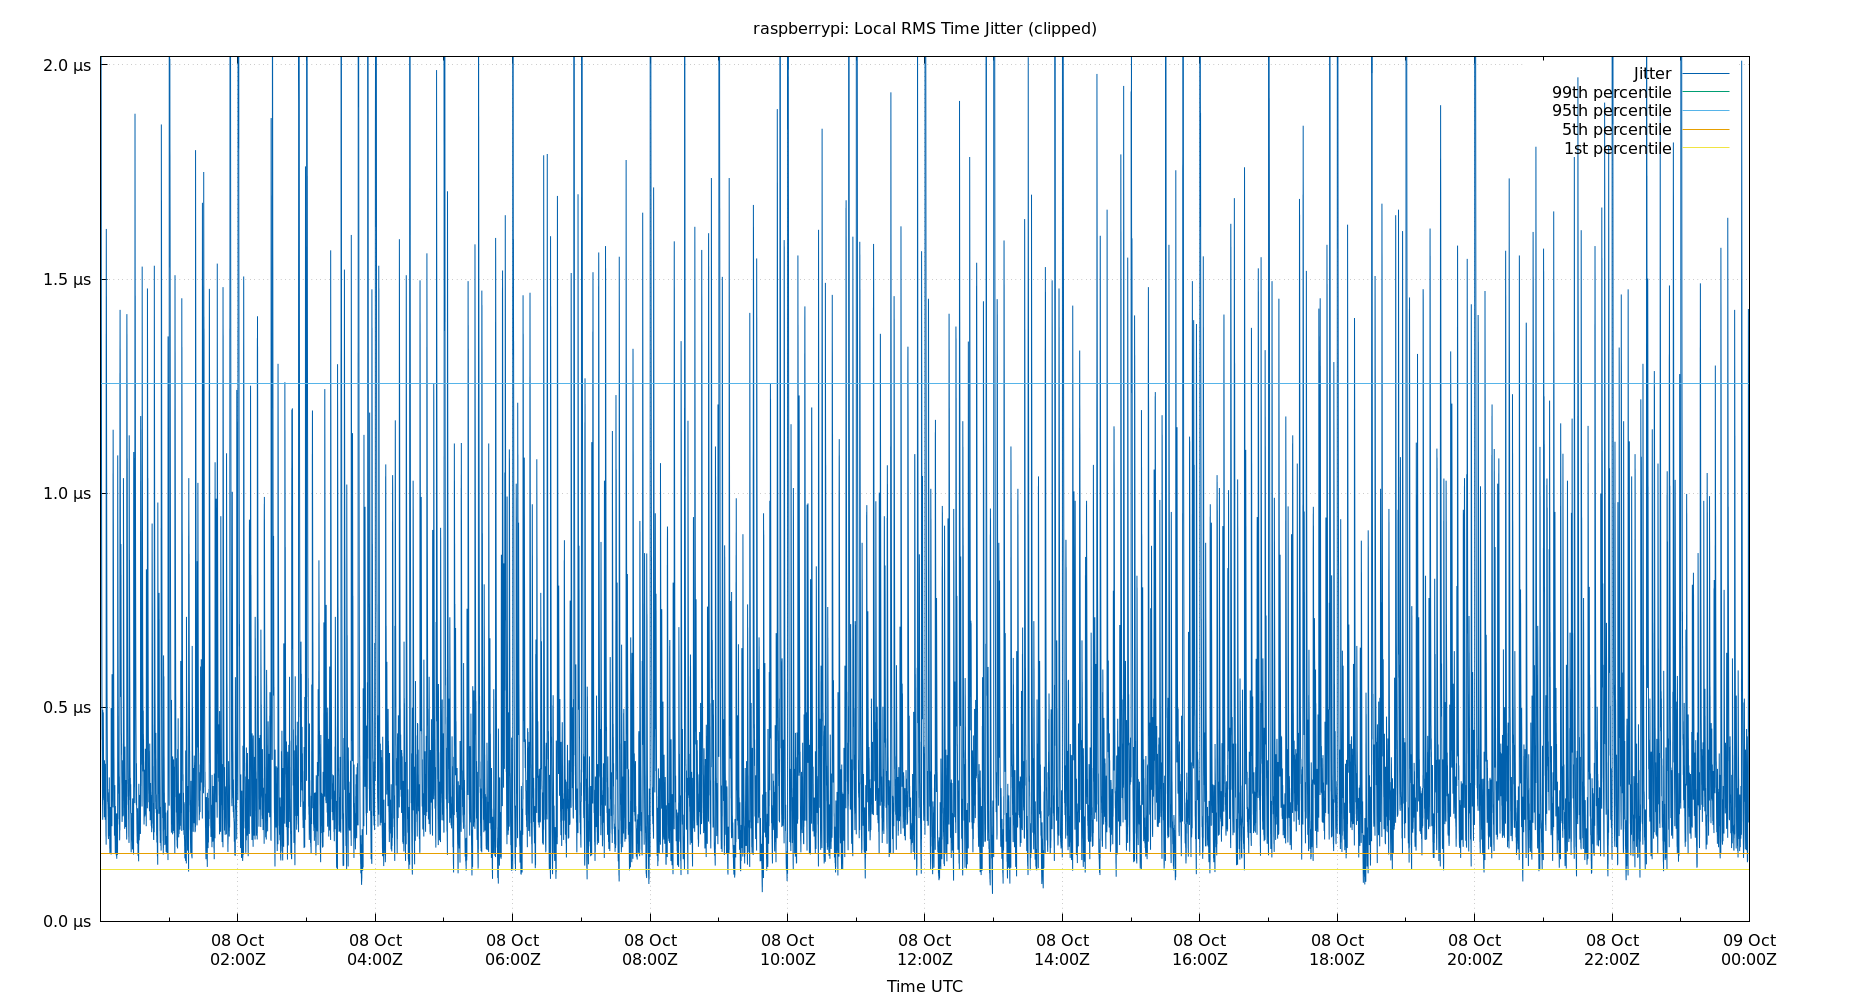 raspberrypi: Local RMS Time Jitter (clipped)
2.0 μs
1.5 μs
1.0 μs
0.5 μs
0.0 μs
Jitter
99th percentile
95th percentile
5th percentile
1st percentile
08 Oct 08 Oct 08 Oct 08 Oct 08 Oct 08 Oct 08 Oct 08 Oct 08 Oct 08 Oct 08 Oct 09 Oct
02:00Z 04:00Z 06:00Z 08:00Z 10:00Z 12:00Z 14:00Z 16:00Z 18:00Z 20:00Z 22:00Z 00:00Z
Time UTC